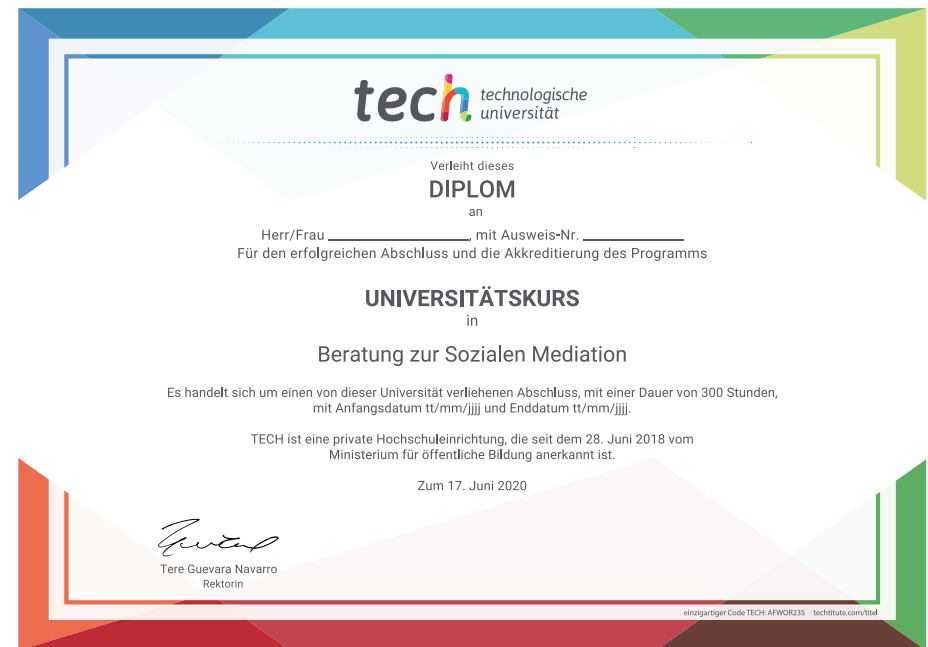 tech technologische
universität
Verleiht dieses
DIPLOM
an
Herr/Frau ____________________, mit Ausweis-Nr. ______________
Für den erfolgreichen Abschluss und die Akkreditierung des Programms
UNIVERSITÄTSKURS
in
Beratung zur Sozialen Mediation
Es handelt sich um einen von dieser Universität verliehenen Abschluss, mit einer Dauer von 300 Stunden,
mit Anfangsdatum tt/mm/jjjj und Enddatum tt/mm/jjjj.
TECH ist eine private Hochschuleinrichtung, die seit dem 28. Juni 2018 vom
Ministerium für öffentliche Bildung anerkannt ist.
Zum 17. Juni 2020
Tere Guevara Navarro
Rektorin
einzigartiger Code TECH: AFWOR23S techtitute.com/titel